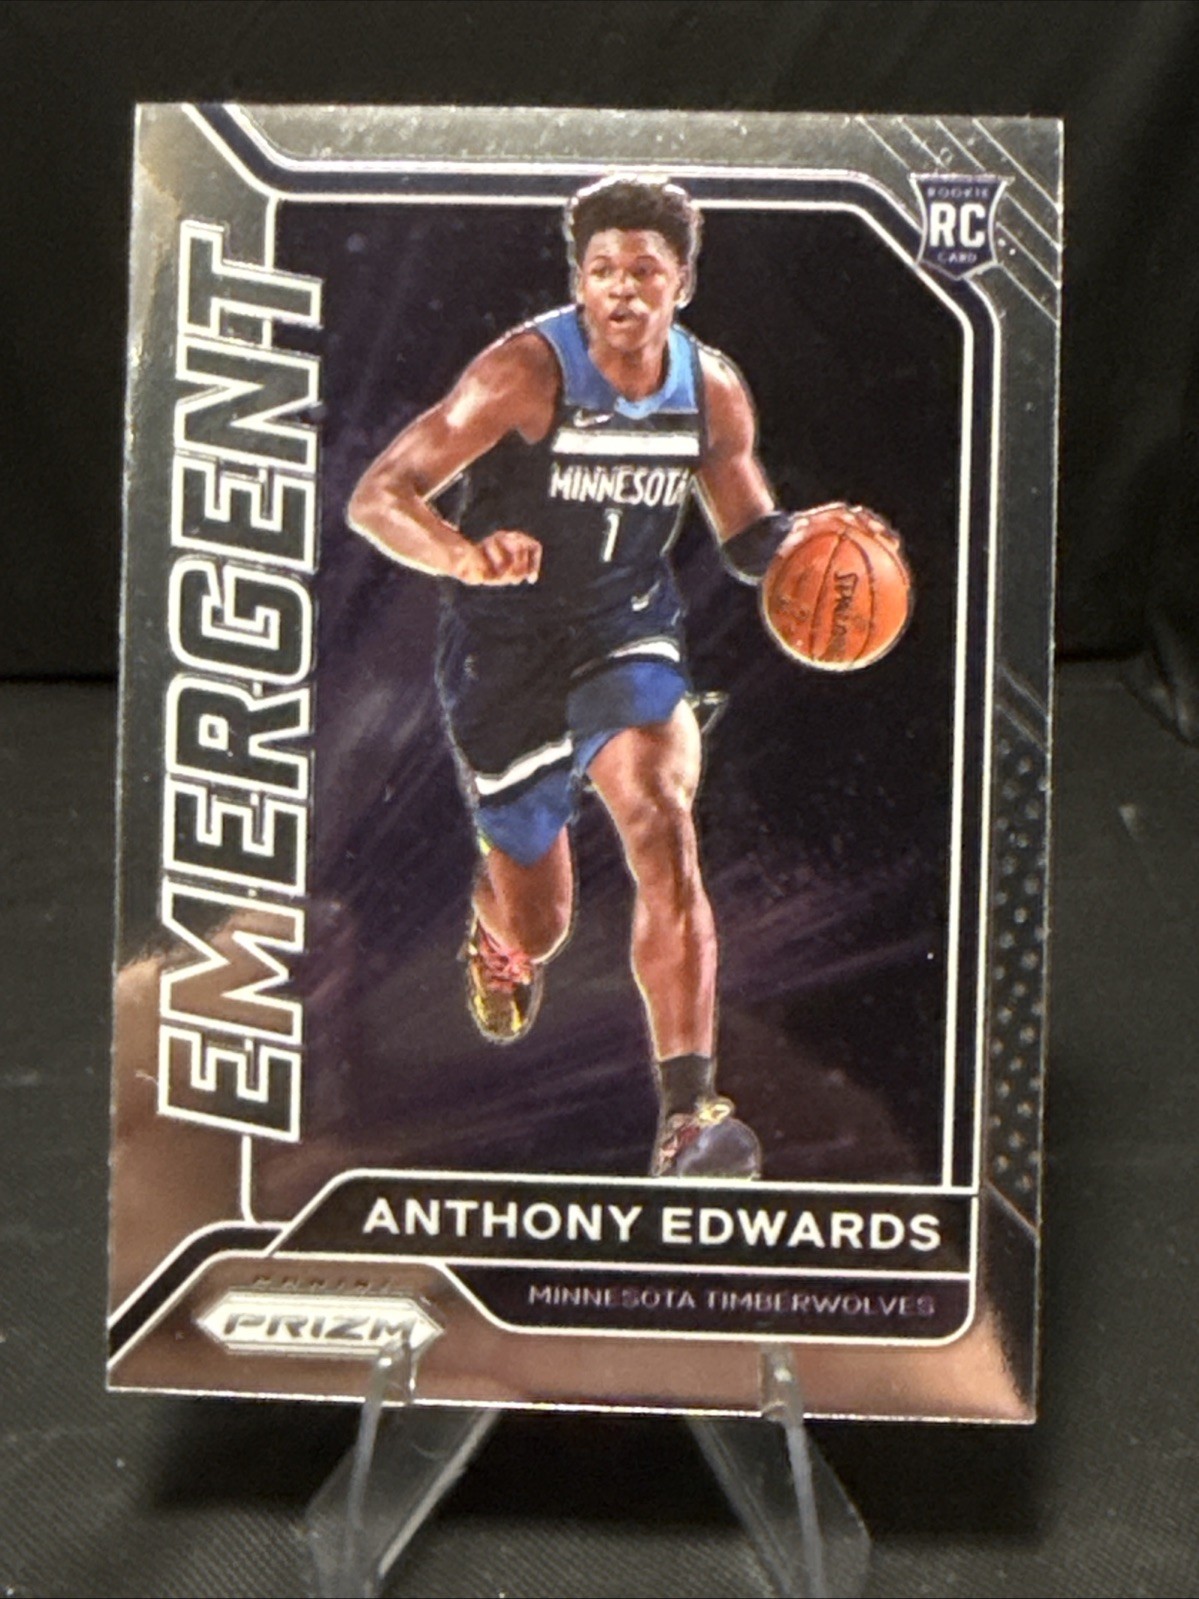 ROOKIE
RC
CARD
EMERGENT
MINNESOTA
1
SPALDING
ANTHONY EDWARDS
MINNESOTA TIMBERWOLVES
PANINI
PRIZM